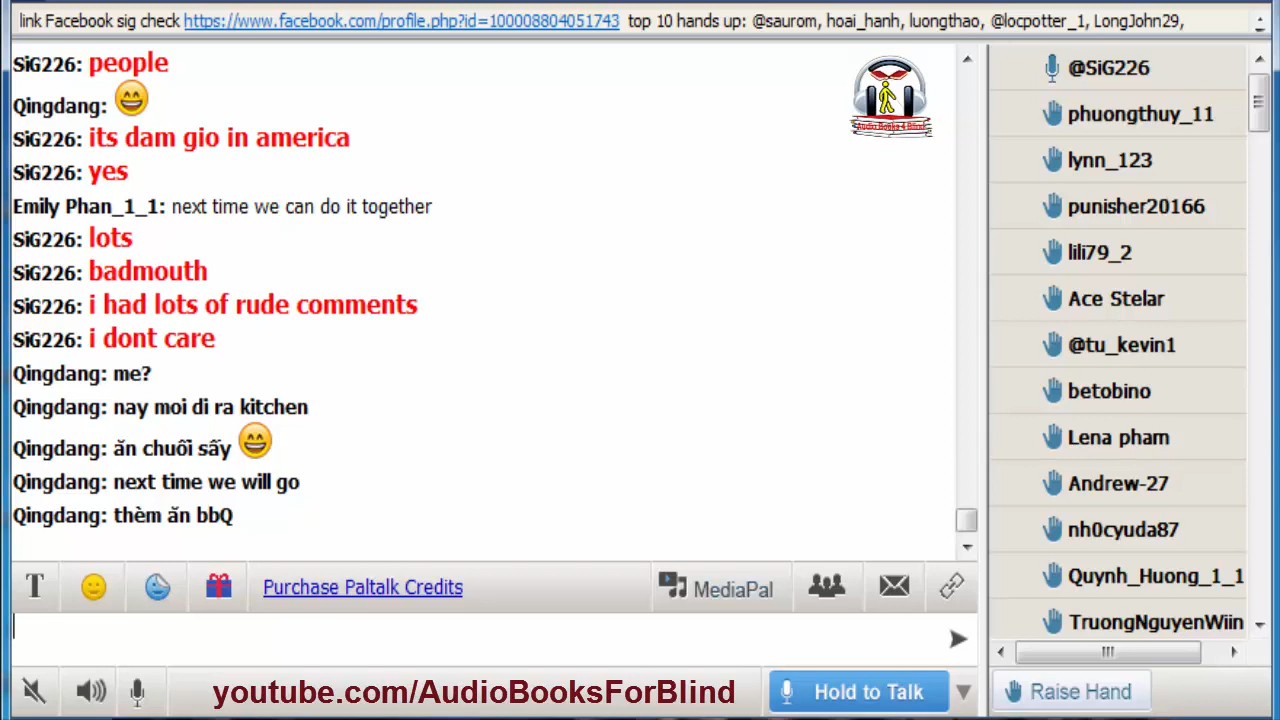 link Facebook sig check https://www.facebook.com/profile.php?id=100008804051743 top 10 hands up: @saurom, hoai_hanh, luongthao, @locpotter_1, LongJohn29,
SiG226: people
Qingdang: 😄
SiG226: its dam gio in america
SiG226: yes
Emily Phan_1_1: next time we can do it together
SiG226: lots
SiG226: badmouth
SiG226: i had lots of rude comments
SiG226: i dont care
Qingdang: me?
Qingdang: nay moi di ra kitchen
Qingdang: ăn chuối sấy 😄
Qingdang: next time we will go
Qingdang: thèm ăn bbQ
Audio Books 4 Blind
@SiG226
phuongthuy_11
lynn_123
punisher20166
lili79_2
Ace Stelar
@tu_kevin1
betobino
Lena pham
Andrew-27
nh0cyuda87
Quynh_Huong_1_1
TruongNguyenWiin
T
Purchase Paltalk Credits
MediaPal
youtube.com/AudioBooksForBlind
Hold to Talk
Raise Hand